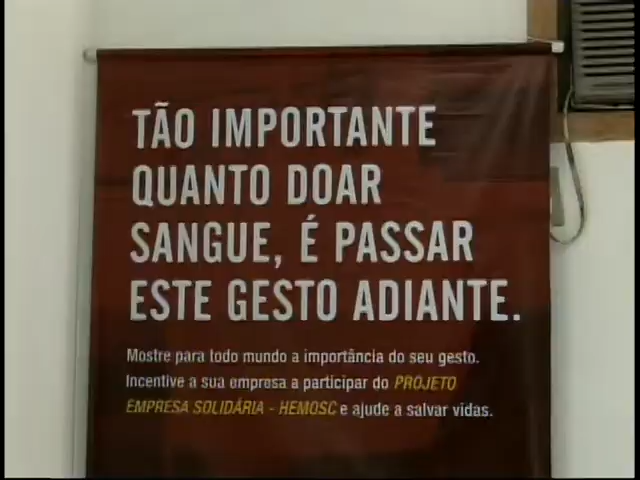 TÃO IMPORTANTE
QUANTO DOAR
SANGUE, É PASSAR
ESTE GESTO ADIANTE.
Mostre para todo mundo a importância do seu gesto.
Incentive a sua empresa a participar do PROJETO
EMPRESA SOLIDÁRIA - HEMOSC e ajude a salvar vidas.